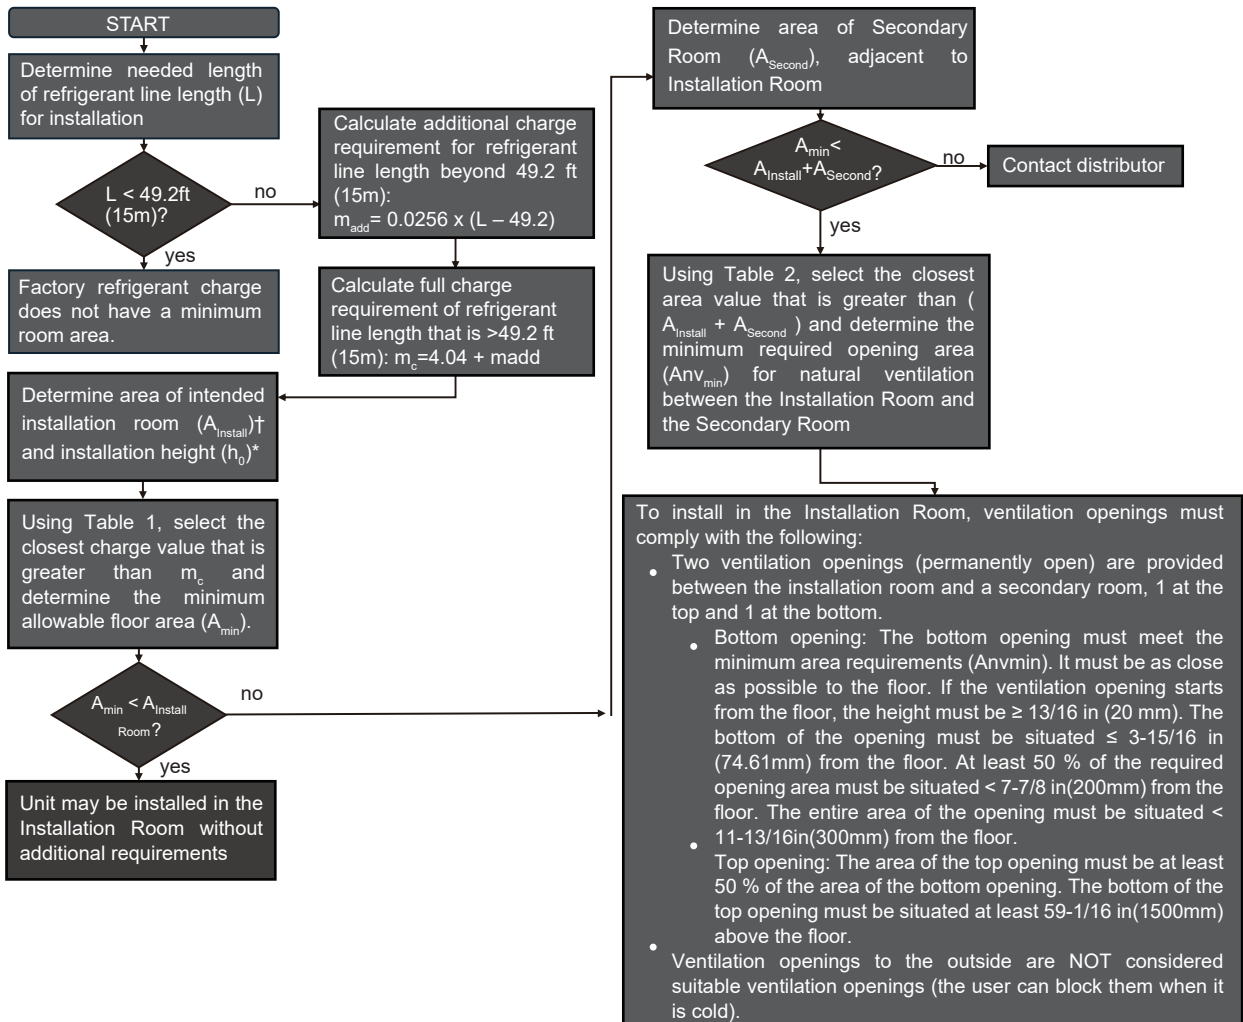 START
Determine needed length
of refrigerant line length (L)
for installation
L < 49.2ft
(15m)?
no
yes
Factory refrigerant charge
does not have a minimum
room area.
Calculate additional charge
requirement for refrigerant
line length beyond 49.2 ft
(15m):
madd= 0.0256 x (L – 49.2)
Calculate full charge
requirement of refrigerant
line length that is >49.2 ft
(15m): mc=4.04 + madd
Determine area of intended
installation room (AInstall)†
and installation height (h0)*
Using Table 1, select the
closest charge value that is
greater than mc and
determine the minimum
allowable floor area (Amin).
Amin < AInstall
Room?
no
yes
Unit may be installed in the
Installation Room without
additional requirements
Determine area of Secondary
Room (ASecond), adjacent to
Installation Room
Amin<
AInstall+ASecond?
no
Contact distributor
yes
Using Table 2, select the closest
area value that is greater than (
AInstall + ASecond ) and determine the
minimum required opening area
(Anvmin) for natural ventilation
between the Installation Room and
the Secondary Room
To install in the Installation Room, ventilation openings must
comply with the following:
• Two ventilation openings (permanently open) are provided
between the installation room and a secondary room, 1 at the
top and 1 at the bottom.
• Bottom opening: The bottom opening must meet the
minimum area requirements (Anvmin). It must be as close
as possible to the floor. If the ventilation opening starts
from the floor, the height must be ≥ 13/16 in (20 mm). The
bottom of the opening must be situated ≤ 3-15/16 in
(74.61mm) from the floor. At least 50 % of the required
opening area must be situated < 7-7/8 in(200mm) from the
floor. The entire area of the opening must be situated <
11-13/16in(300mm) from the floor.
• Top opening: The area of the top opening must be at least
50 % of the area of the bottom opening. The bottom of the
top opening must be situated at least 59-1/16 in(1500mm)
above the floor.
• Ventilation openings to the outside are NOT considered
suitable ventilation openings (the user can block them when it
is cold).